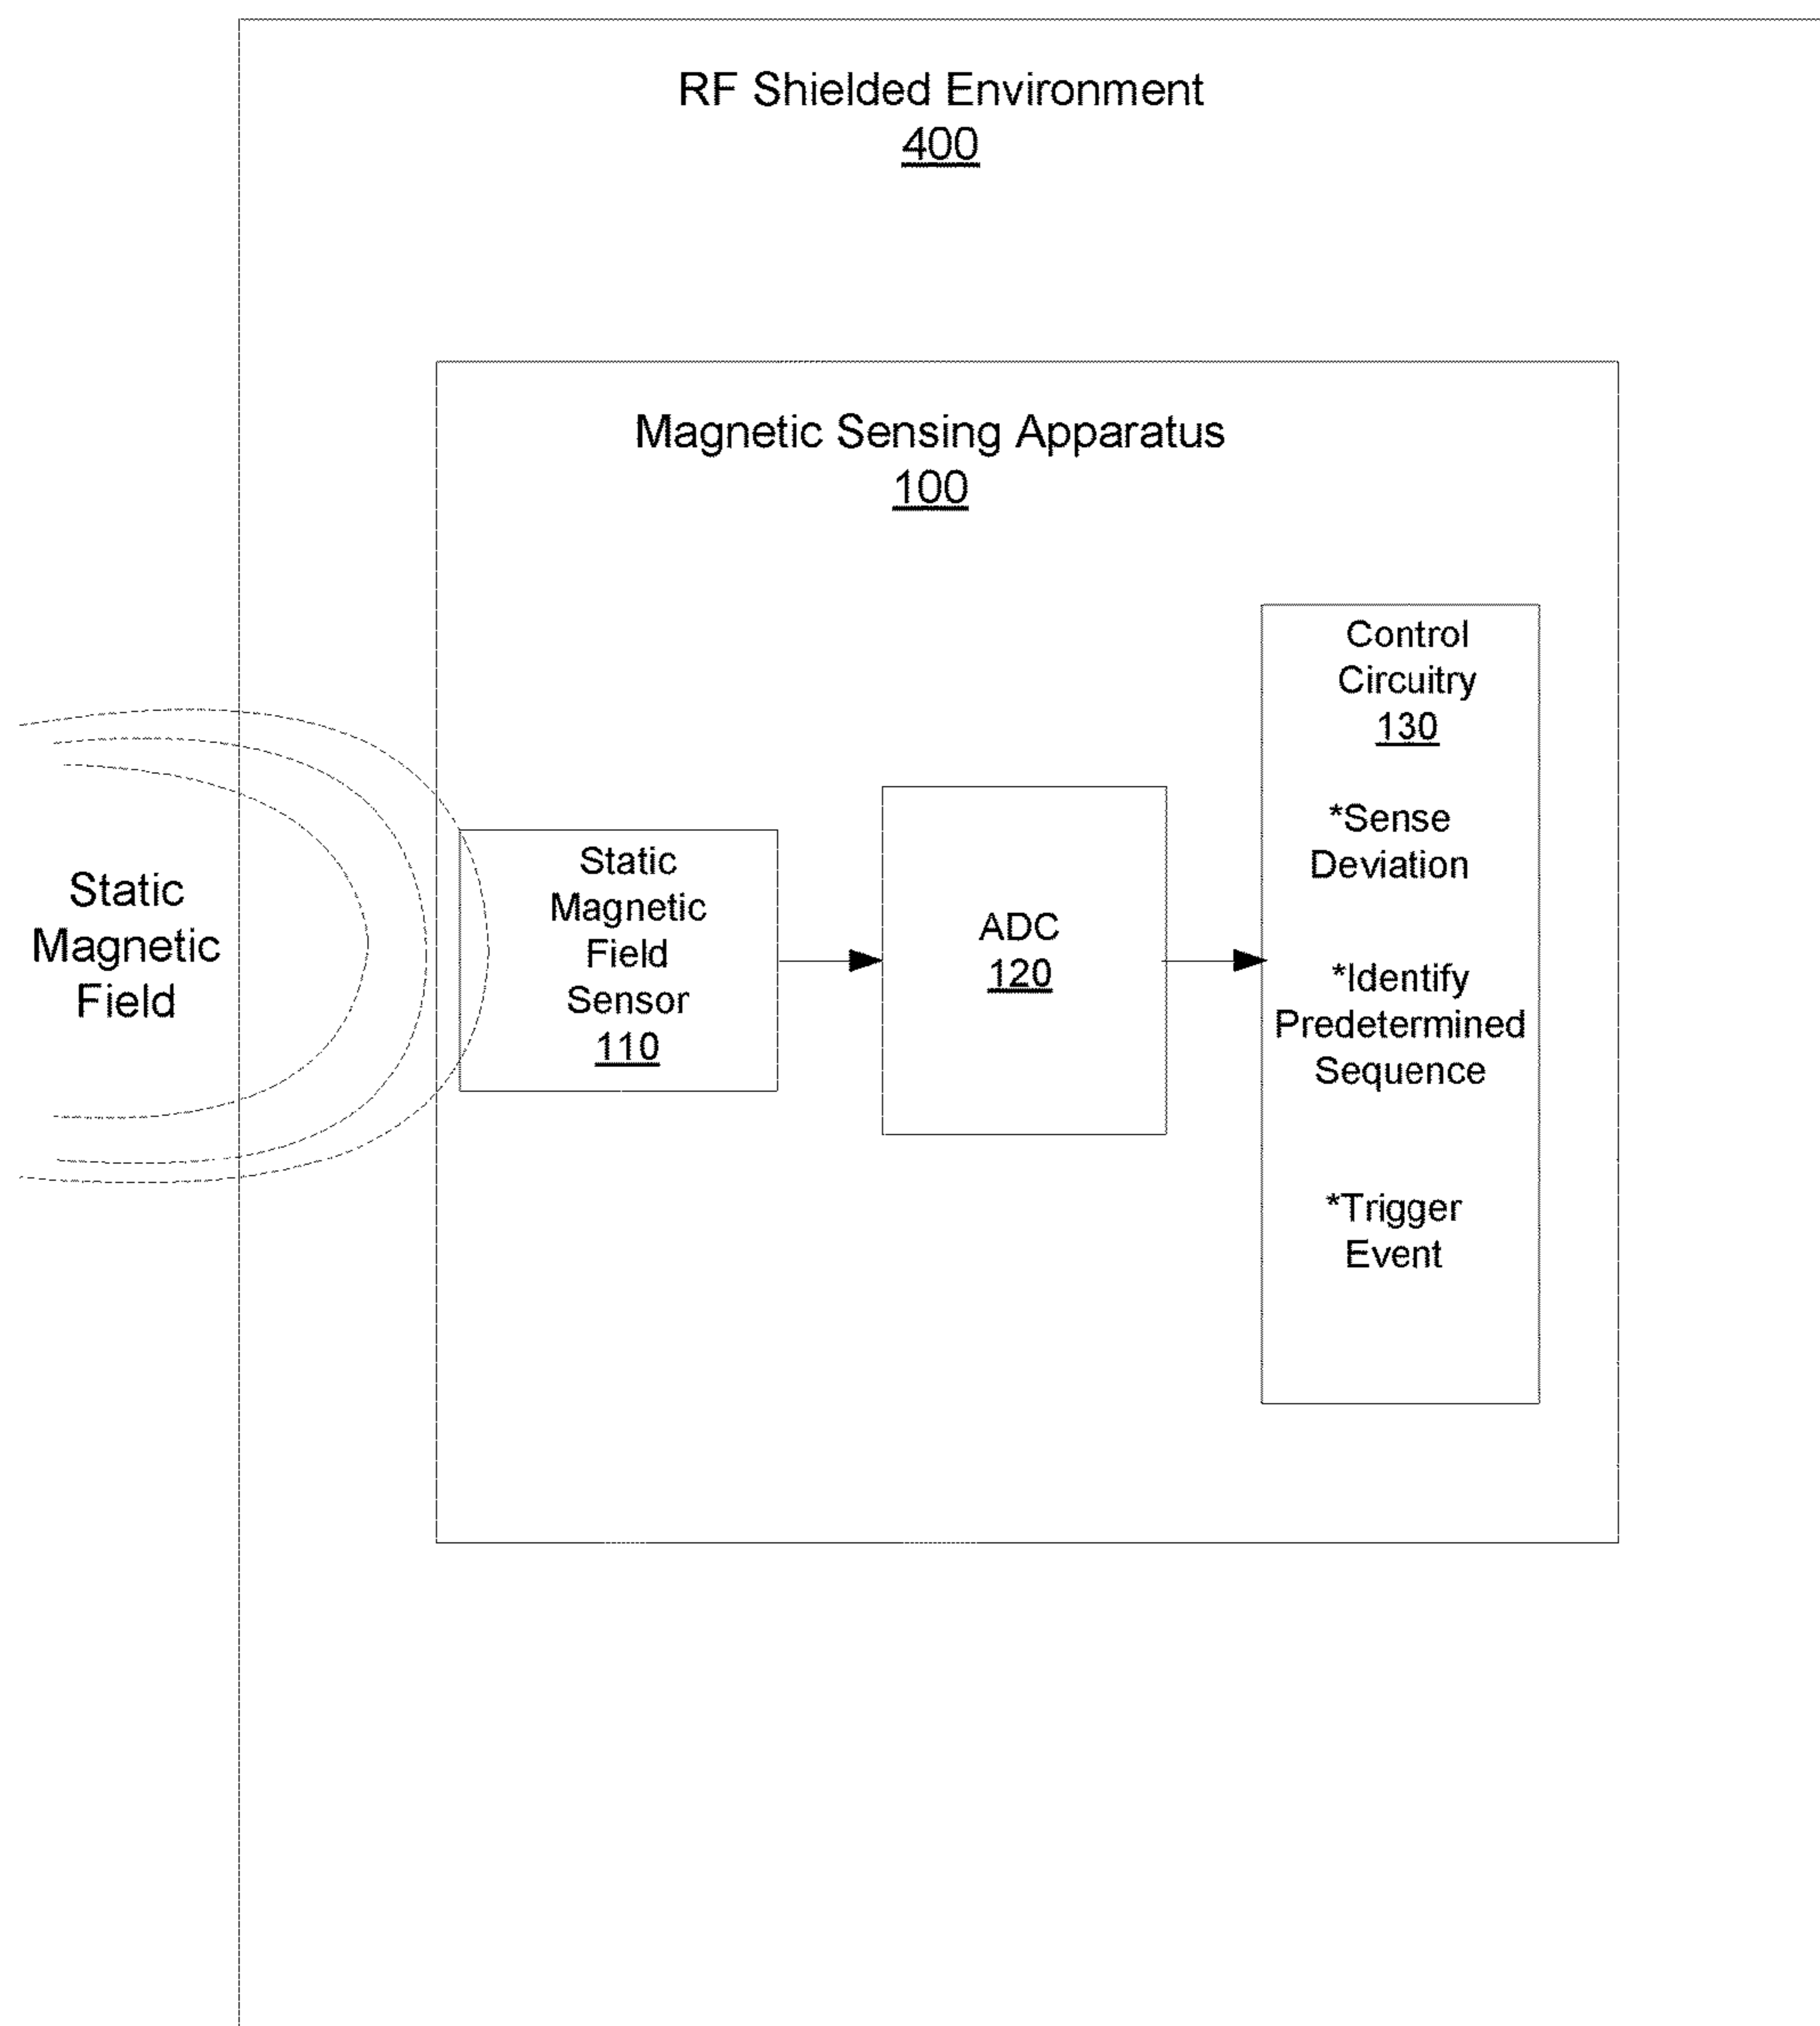 RF Shielded Environment
400
Magnetic Sensing Apparatus
100
Static
Magnetic
Field
Static
Magnetic
Field
Sensor
110
ADC
120
Control
Circuitry
130
*Sense
Deviation
*Identify
Predetermined
Sequence
*Trigger
Event